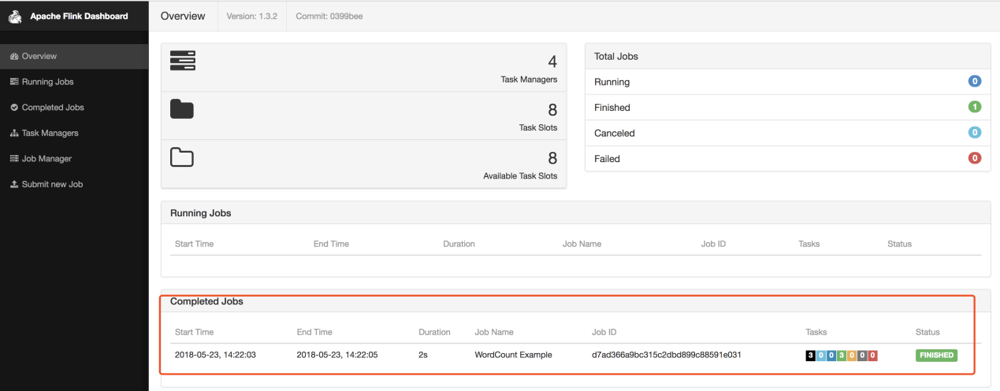 Apache Flink Dashboard
Overview
Version: 1.3.2
Commit: 0399bee
Overview
Running Jobs
Completed Jobs
Task Managers
Job Manager
Submit new Job
4
Task Managers
8
Task Slots
8
Available Task Slots
Total Jobs
Running 0
Finished 1
Canceled 0
Failed 0
Running Jobs
Start Time End Time Duration Job Name Job ID Tasks Status
Completed Jobs
Start Time End Time Duration Job Name Job ID Tasks Status
2018-05-23, 14:22:03 2018-05-23, 14:22:05 2s WordCount Example d7ad366a9bc315c2dbd899c88591e031 3 0 0 3 0 0 0 FINISHED